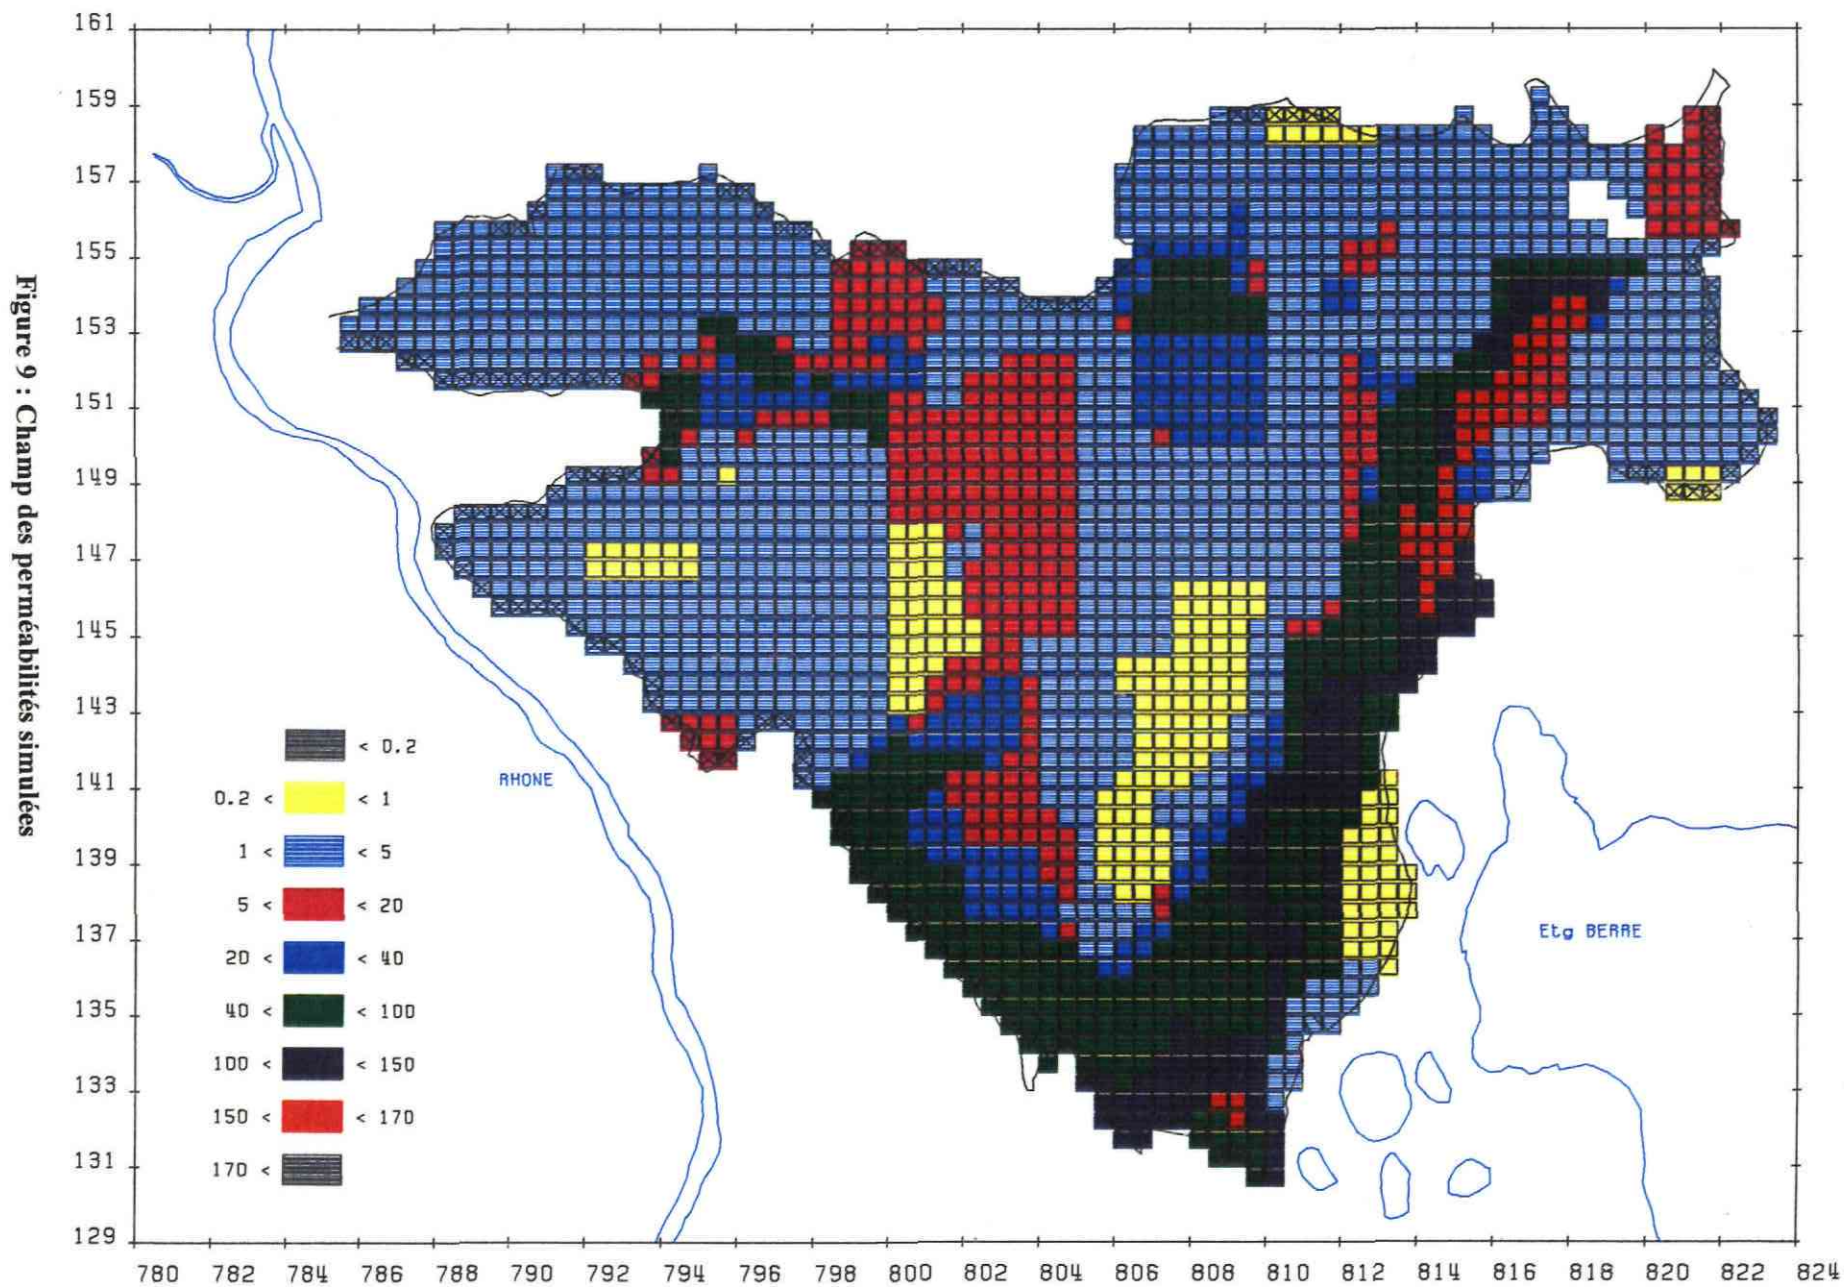 161
159
157
155
153
151
149
147
145
143
141
139
137
135
133
131
129
780 782 784 786 788 790 792 794 796 798 800 802 804 806 808 810 812 814 816 818 820 822 824
Figure 9 : Champ des perméabilités simulées
< 0.2
0.2 < < 1
1 < < 5
5 < < 20
20 < < 40
40 < < 100
100 < < 150
150 < < 170
170 <
RHONE
Etg BERRE